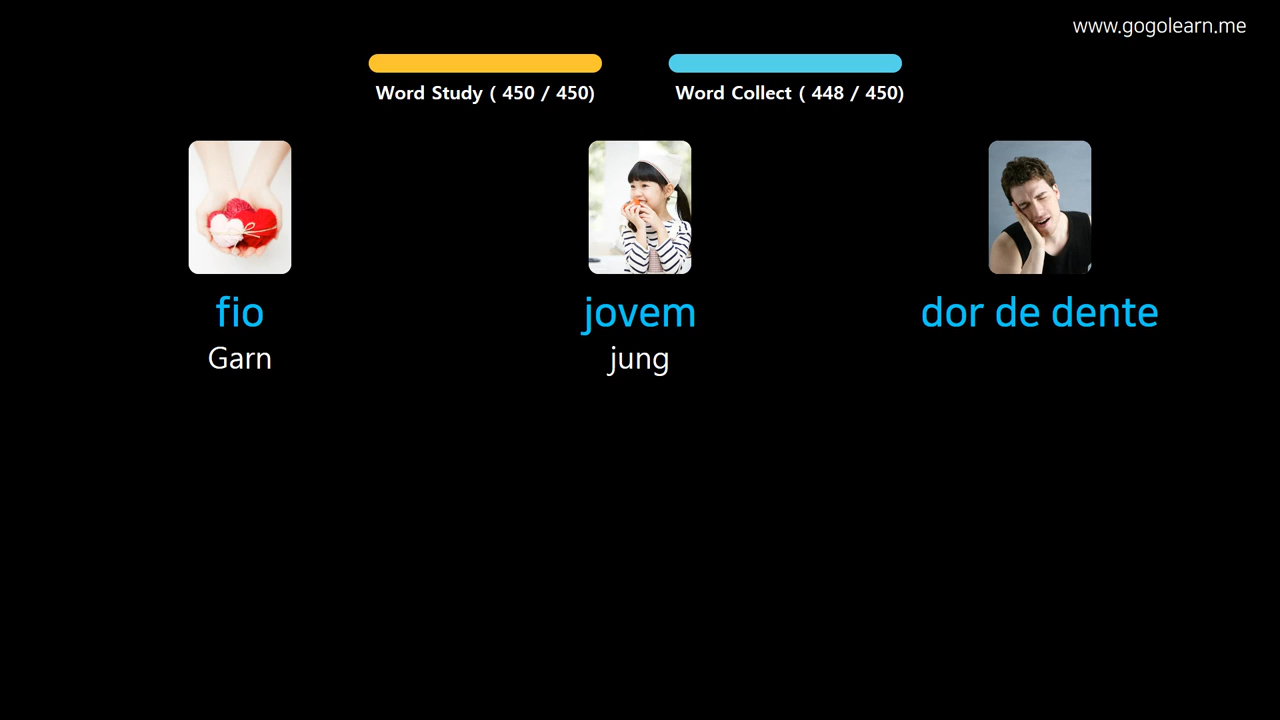 www.gogolearn.me
Word Study ( 450 / 450)
Word Collect ( 448 / 450)
fio
Garn
jovem
jung
dor de dente